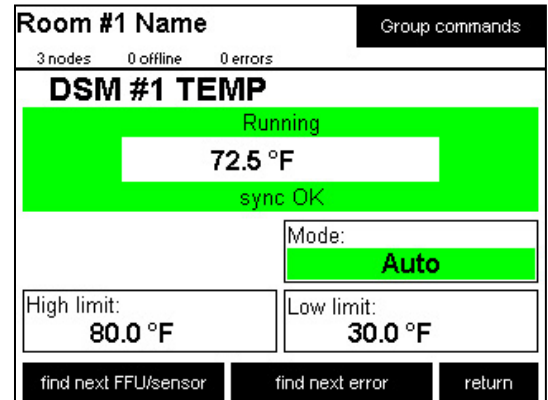 Room #1 Name
Group commands
3 nodes 0 offline 0 errors
DSM #1 TEMP
Running
72.5 °F
sync OK
Mode:
Auto
High limit:
80.0 °F
Low limit:
30.0 °F
find next FFU/sensor find next error return